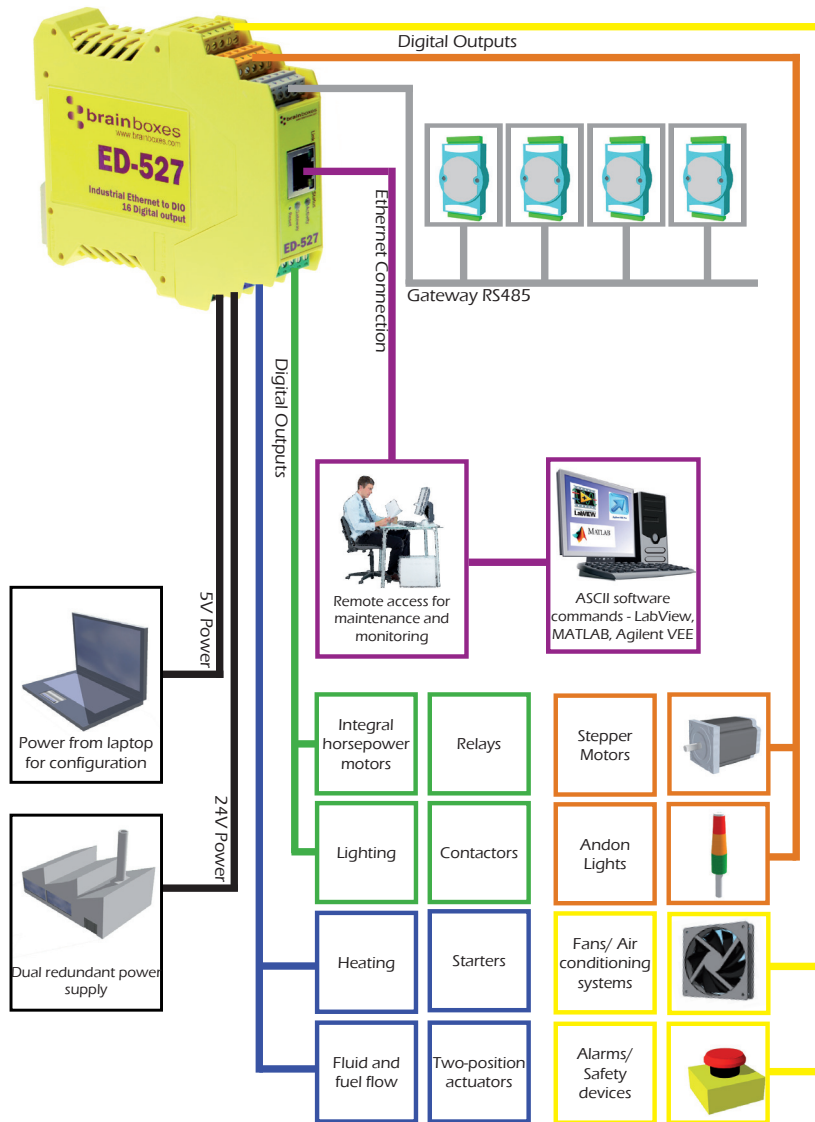 Digital Outputs
brainboxes
www.brainboxes.com
ED-527
Industrial Ethernet to DIO
16 Digital output
brainboxes
ED-527
Ethernet Connection
Gateway RS485
Digital Outputs
5V Power
24V Power
Power from laptop
for configuration
Dual redundant power
supply
Remote access for
maintenance and
monitoring
LabVIEW
MATLAB
ASCII software
commands - LabView,
MATLAB, Agilent VEE
Integral
horsepower
motors
Relays
Stepper
Motors
Lighting
Contactors
Andon
Lights
Heating
Starters
Fans/ Air
conditioning
systems
Fluid and
fuel flow
Two-position
actuators
Alarms/
Safety
devices